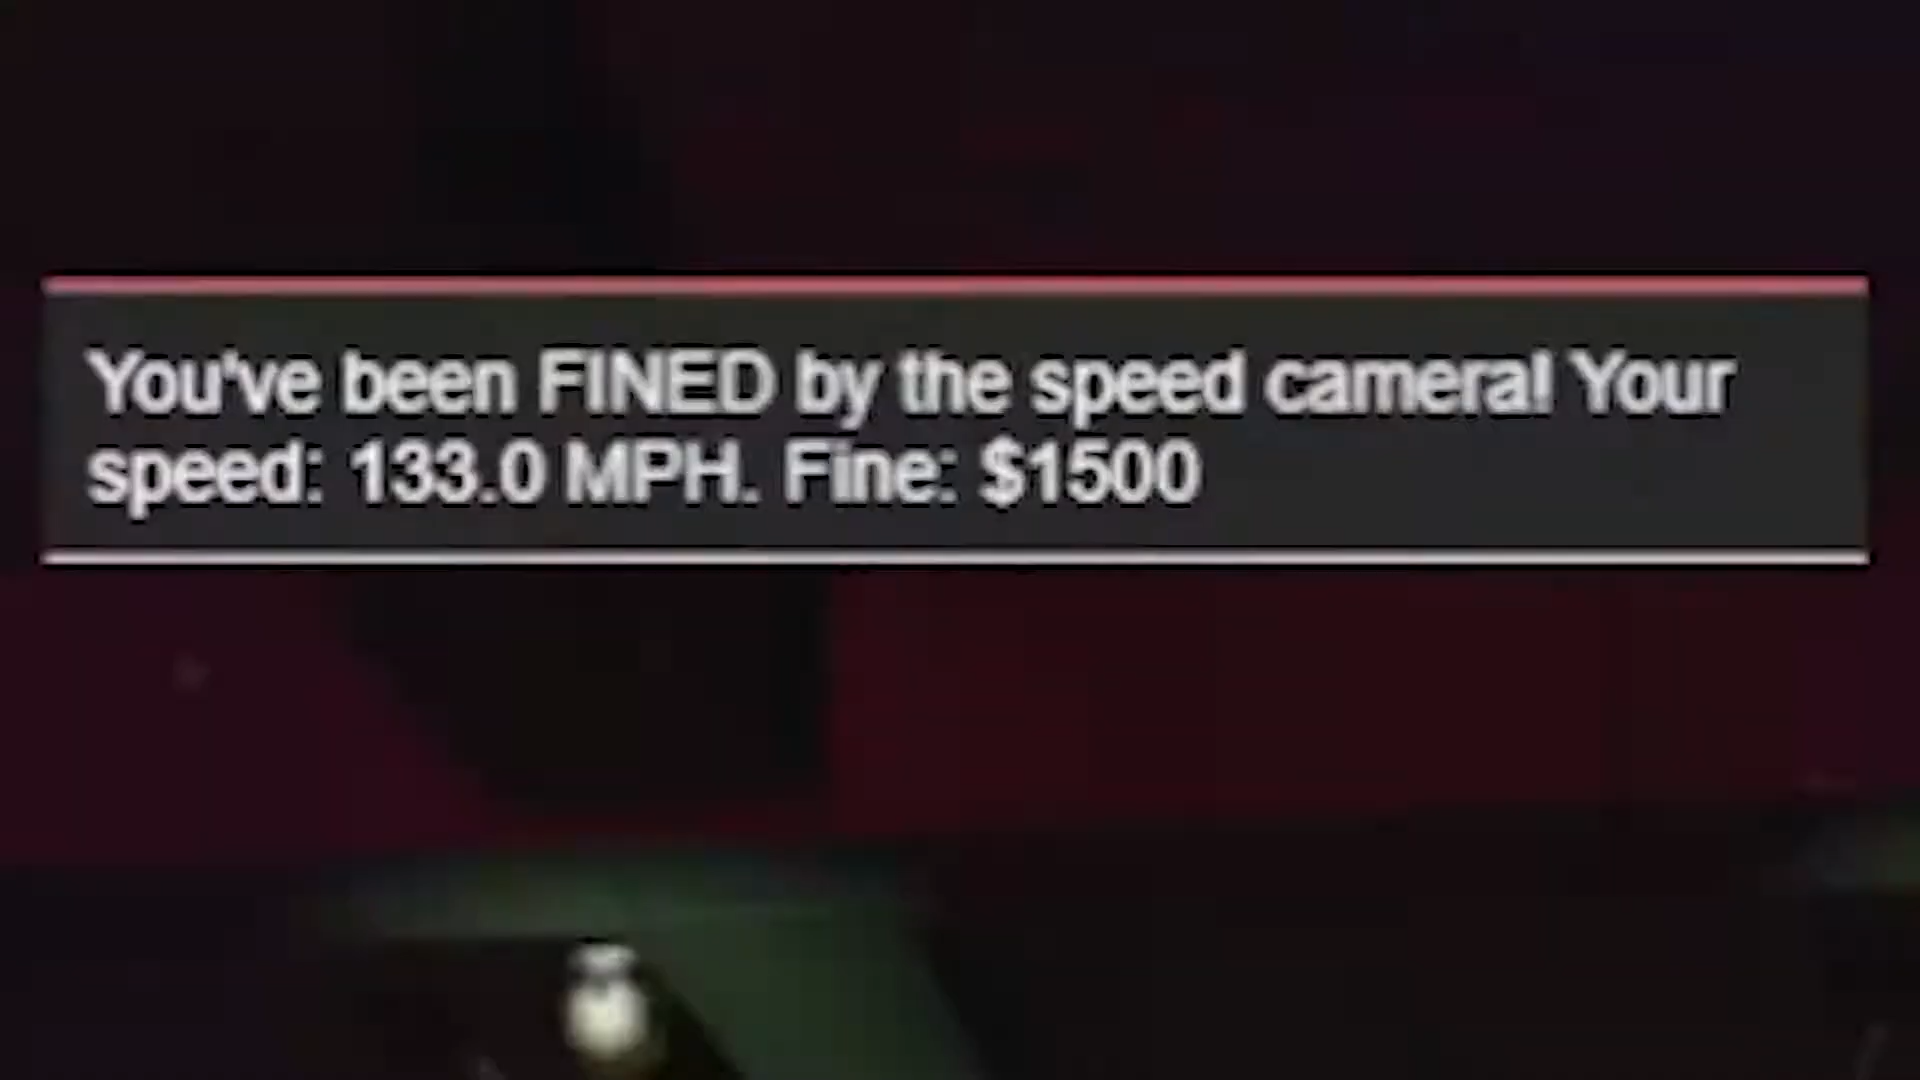 You've been FINED by the speed camera! Your
speed: 133.0 MPH. Fine: $1500